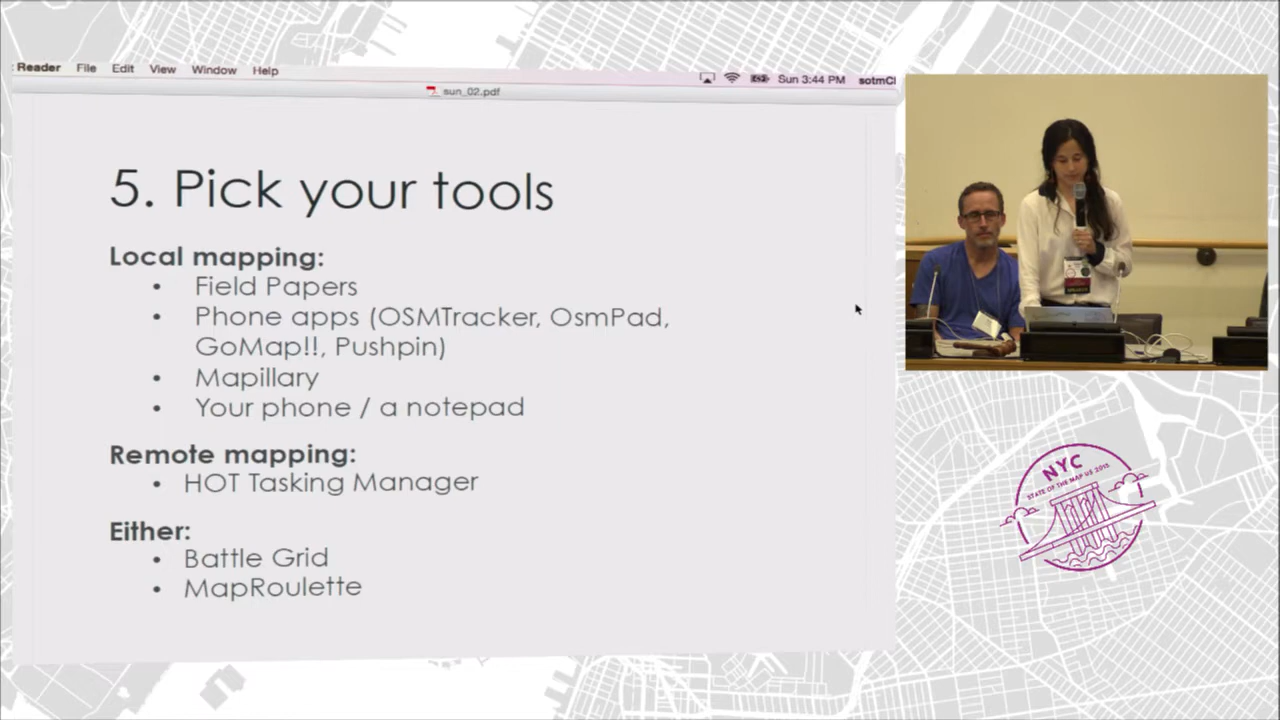 Reader File Edit View Window Help
Sun 3:44 PM sotmCl
sun_02.pdf
5. Pick your tools
Local mapping:
• Field Papers
• Phone apps (OSMTracker, OsmPad,
GoMap!!, Pushpin)
• Mapillary
• Your phone / a notepad
Remote mapping:
• HOT Tasking Manager
Either:
• Battle Grid
• MapRoulette
NYC
STATE OF THE MAP US 2015